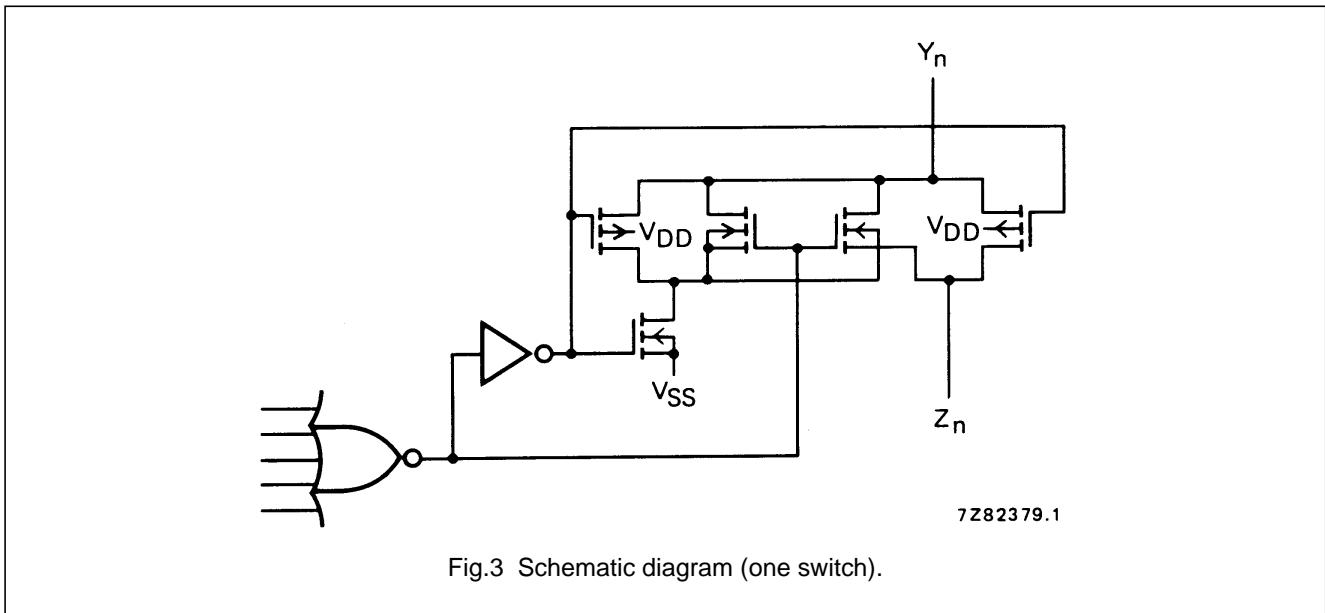 Yn
VDD
VDD
VSS
Zn
7Z82379.1
Fig.3 Schematic diagram (one switch).